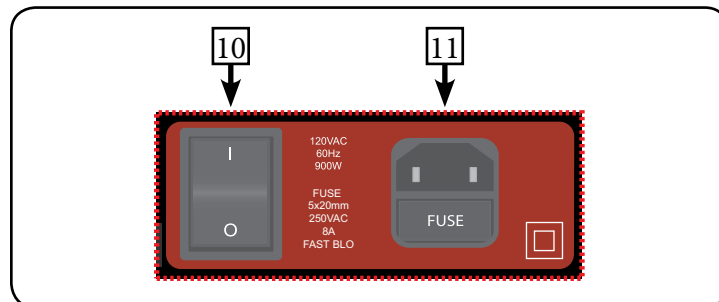 10 11
I
O
120VAC
60Hz
900W
FUSE
5x20mm
250VAC
8A
FAST BLO
FUSE